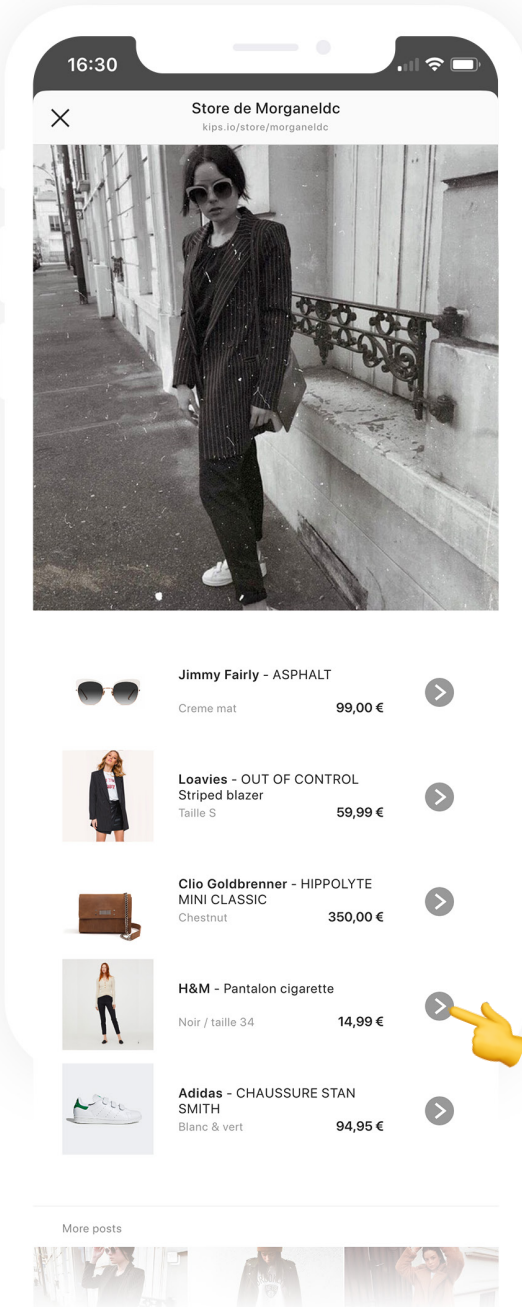 16:30
Store de Morganeldc
kips.io/store/morganeldc
Jimmy Fairly - ASPHALT
Creme mat 99,00 €
Loavies - OUT OF CONTROL
Striped blazer
Taille S 59,99 €
Clio Goldbrenner - HIPPOLYTE
MINI CLASSIC
Chestnut 350,00 €
H&M - Pantalon cigarette
Noir / taille 34 14,99 €
Adidas - CHAUSSURE STAN
SMITH
Blanc & vert 94,95 €
More posts